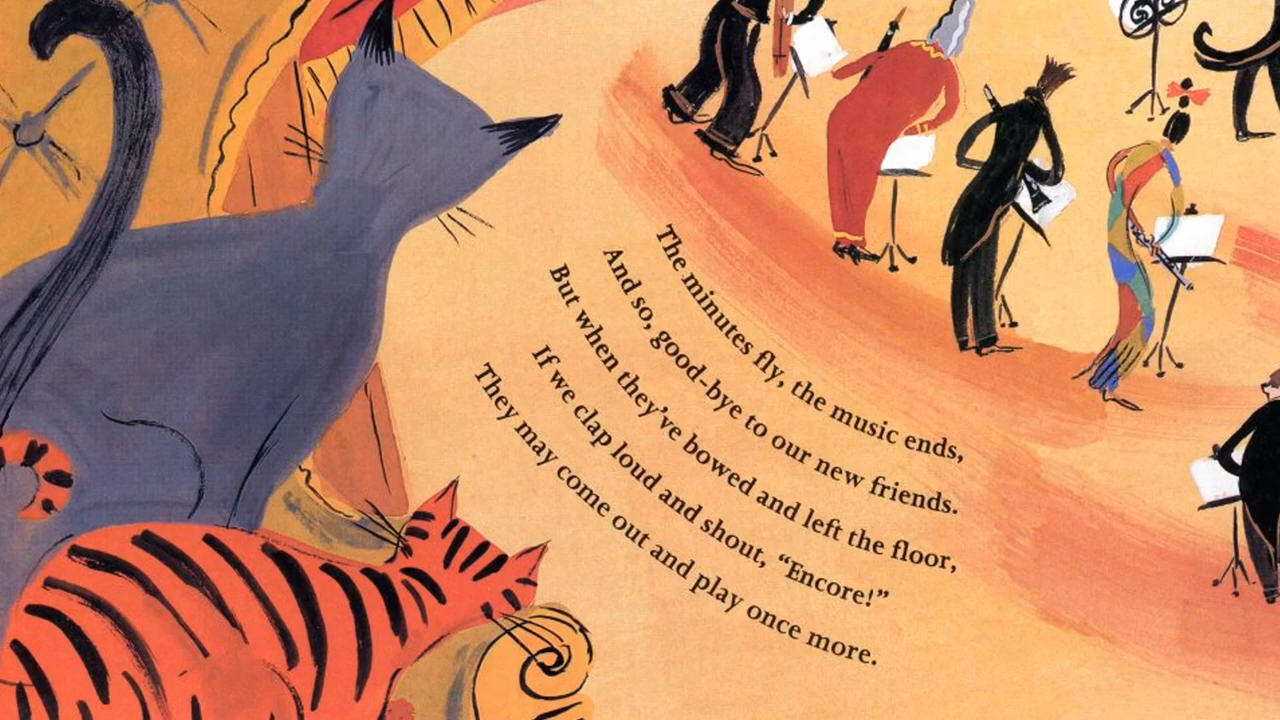 The minutes fly, the music ends,
And so, good-bye to our new friends.
But when they've bowed and left the floor,
If we clap loud and shout, "Encore!"
They may come out and play once more.